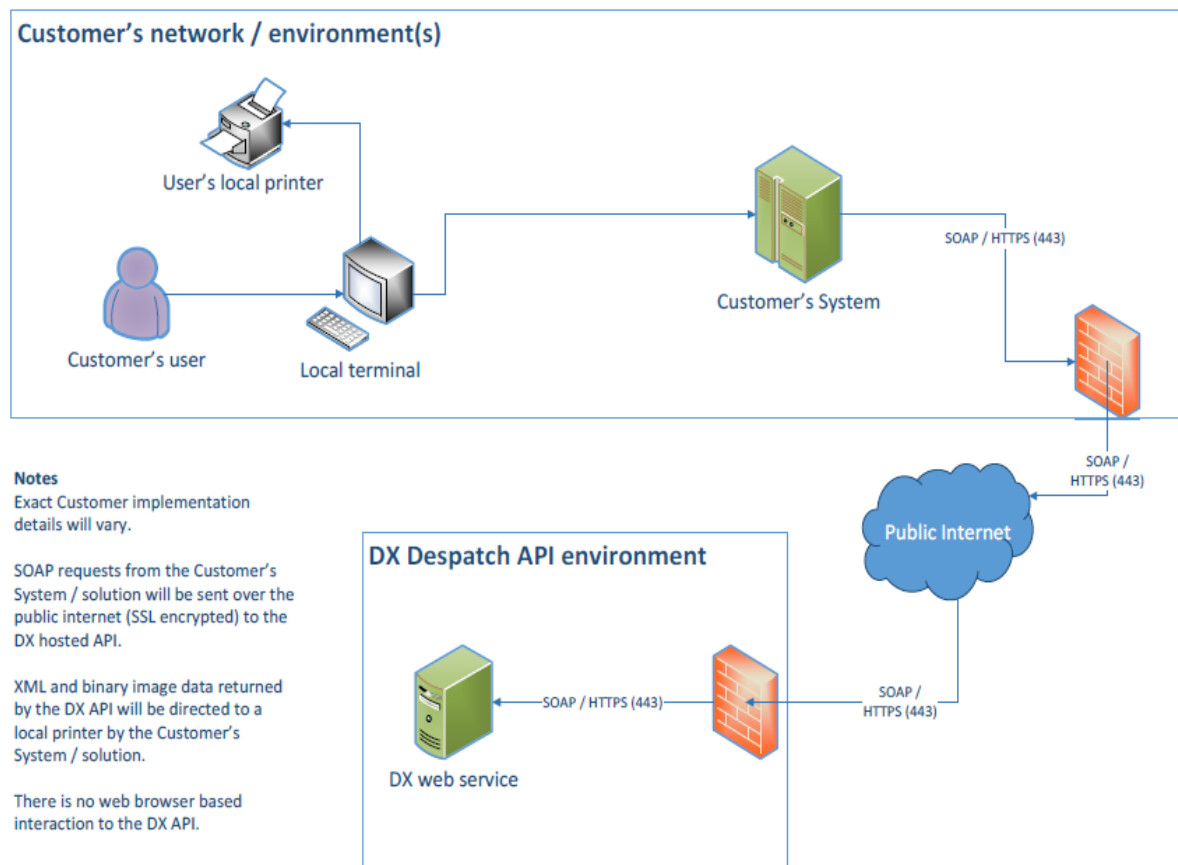 Customer’s network / environment(s)
User’s local printer
SOAP / HTTPS (443)
Customer’s System
Customer’s user
Local terminal
SOAP /
HTTPS (443)
Public Internet
Notes
Exact Customer implementation
details will vary.
SOAP requests from the Customer’s
System / solution will be sent over the
public internet (SSL encrypted) to the
DX hosted API.
XML and binary image data returned
by the DX API will be directed to a
local printer by the Customer’s
System / solution.
There is no web browser based
interaction to the DX API.
DX Despatch API environment
SOAP / HTTPS (443)
SOAP /
HTTPS (443)
DX web service